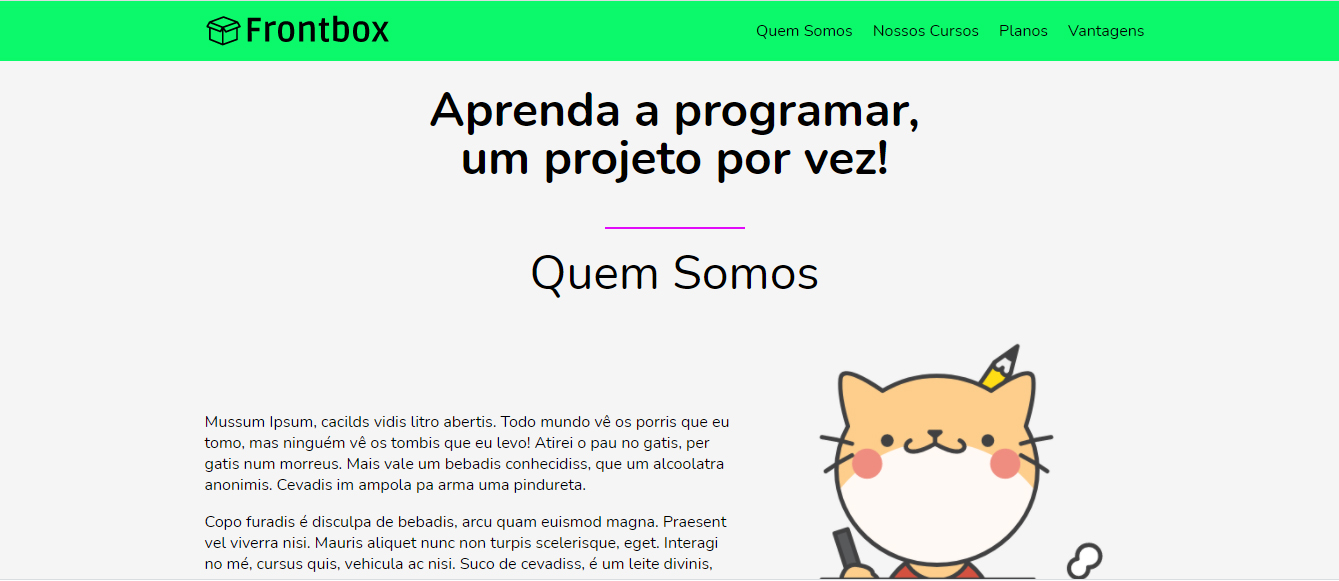 Frontbox
Quem Somos Nossos Cursos Planos Vantagens
Aprenda a programar,
um projeto por vez!
Quem Somos
Mussum Ipsum, cacilds vidis litro abertis. Todo mundo vê os porris que eu
tomo, mas ninguém vê os tombis que eu levo! Atirei o pau no gatis, per
gatis num morreus. Mais vale um bebadis conhecidiss, que um alcoolatra
anonimis. Cevadis im ampola pa arma uma pindureta.
Copo furadis é disculpa de bebadis, arcu quam euismod magna. Praesent
vel viverra nisi. Mauris aliquet nunc non turpis scelerisque, eget. Interagi
no mé, cursus quis, vehicula ac nisi. Suco de cevadiss, é um leite divinis,